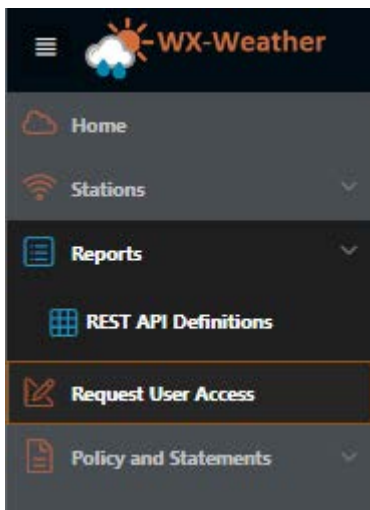 WX-Weather
Home
Stations
Reports
REST API Definitions
Request User Access
Policy and Statements